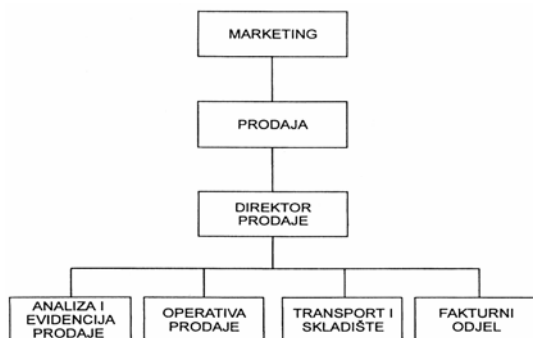 MARKETING
PRODAJA
DIREKTOR
PRODAJE
ANALIZA I
EVIDENCIJA
PRODAJE
OPERATIVA
PRODAJE
TRANSPORT I
SKLADIŠTE
FAKTURNI
ODJEL